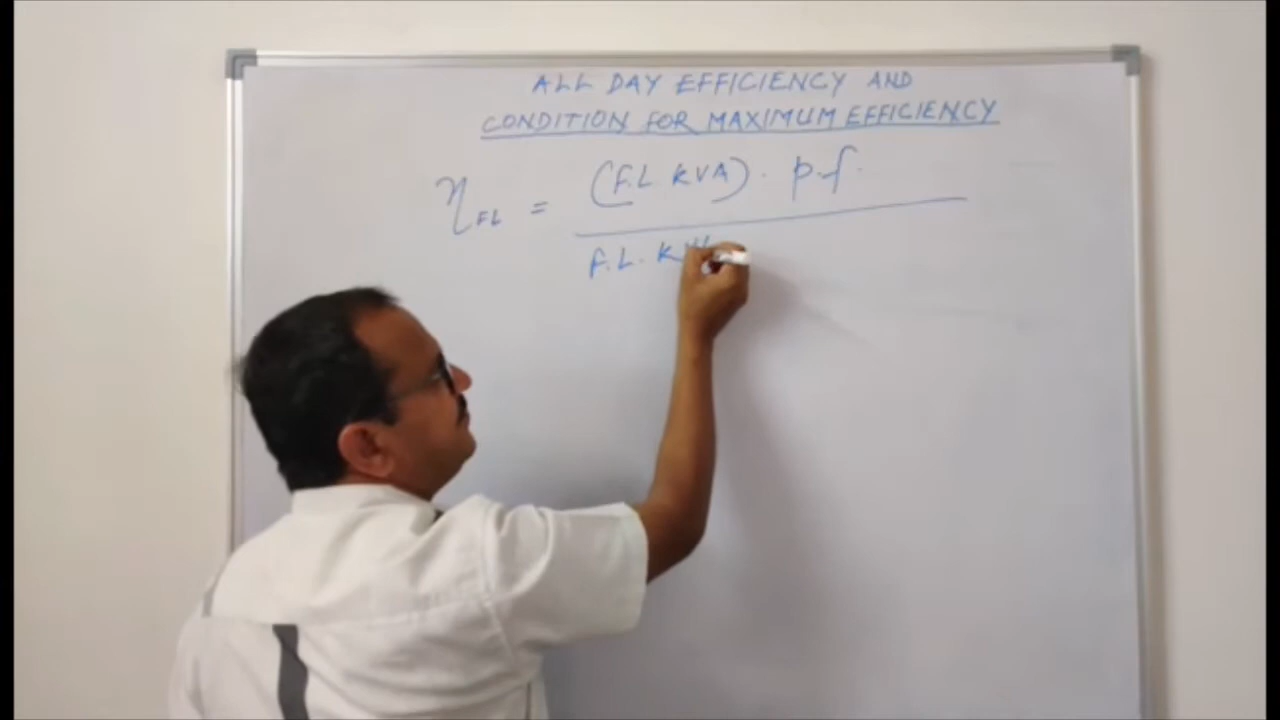 ALL DAY EFFICIENCY AND
CONDITION FOR MAXIMUM EFFICIENCY
η FL = (F.L. KVA). p.f.
F.L. K